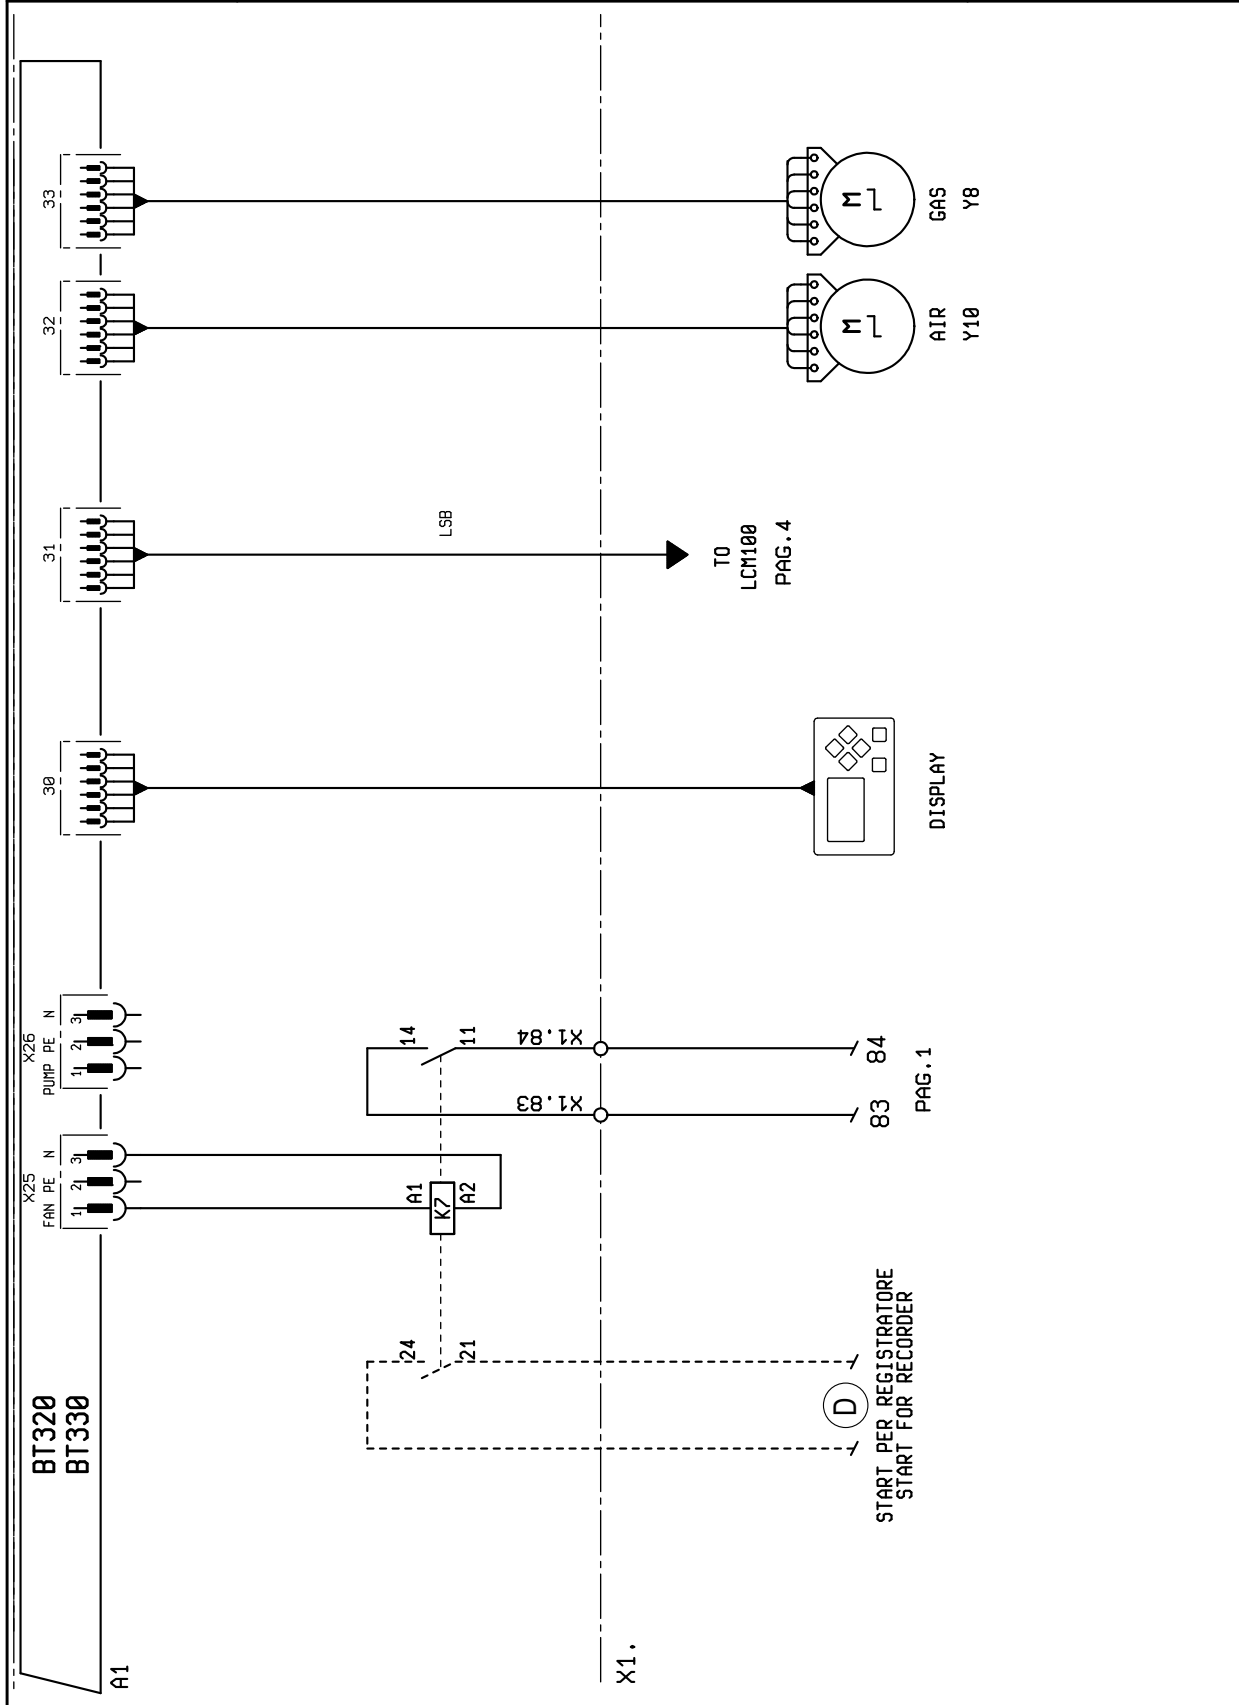 BT320
BT330
A1
X25
FAN PE N
1 2 3
X26
PUMP PE N
1 2 3
30
31
32
33
24
21
A1
K7
A2
14
11
X1.83
X1.84
LSB
X1.
D
START PER REGISTRATORE
START FOR RECORDER
83
84
PAG.1
DISPLAY
TO
LCM100
PAG.4
M
AIR
Y10
M
GAS
Y8